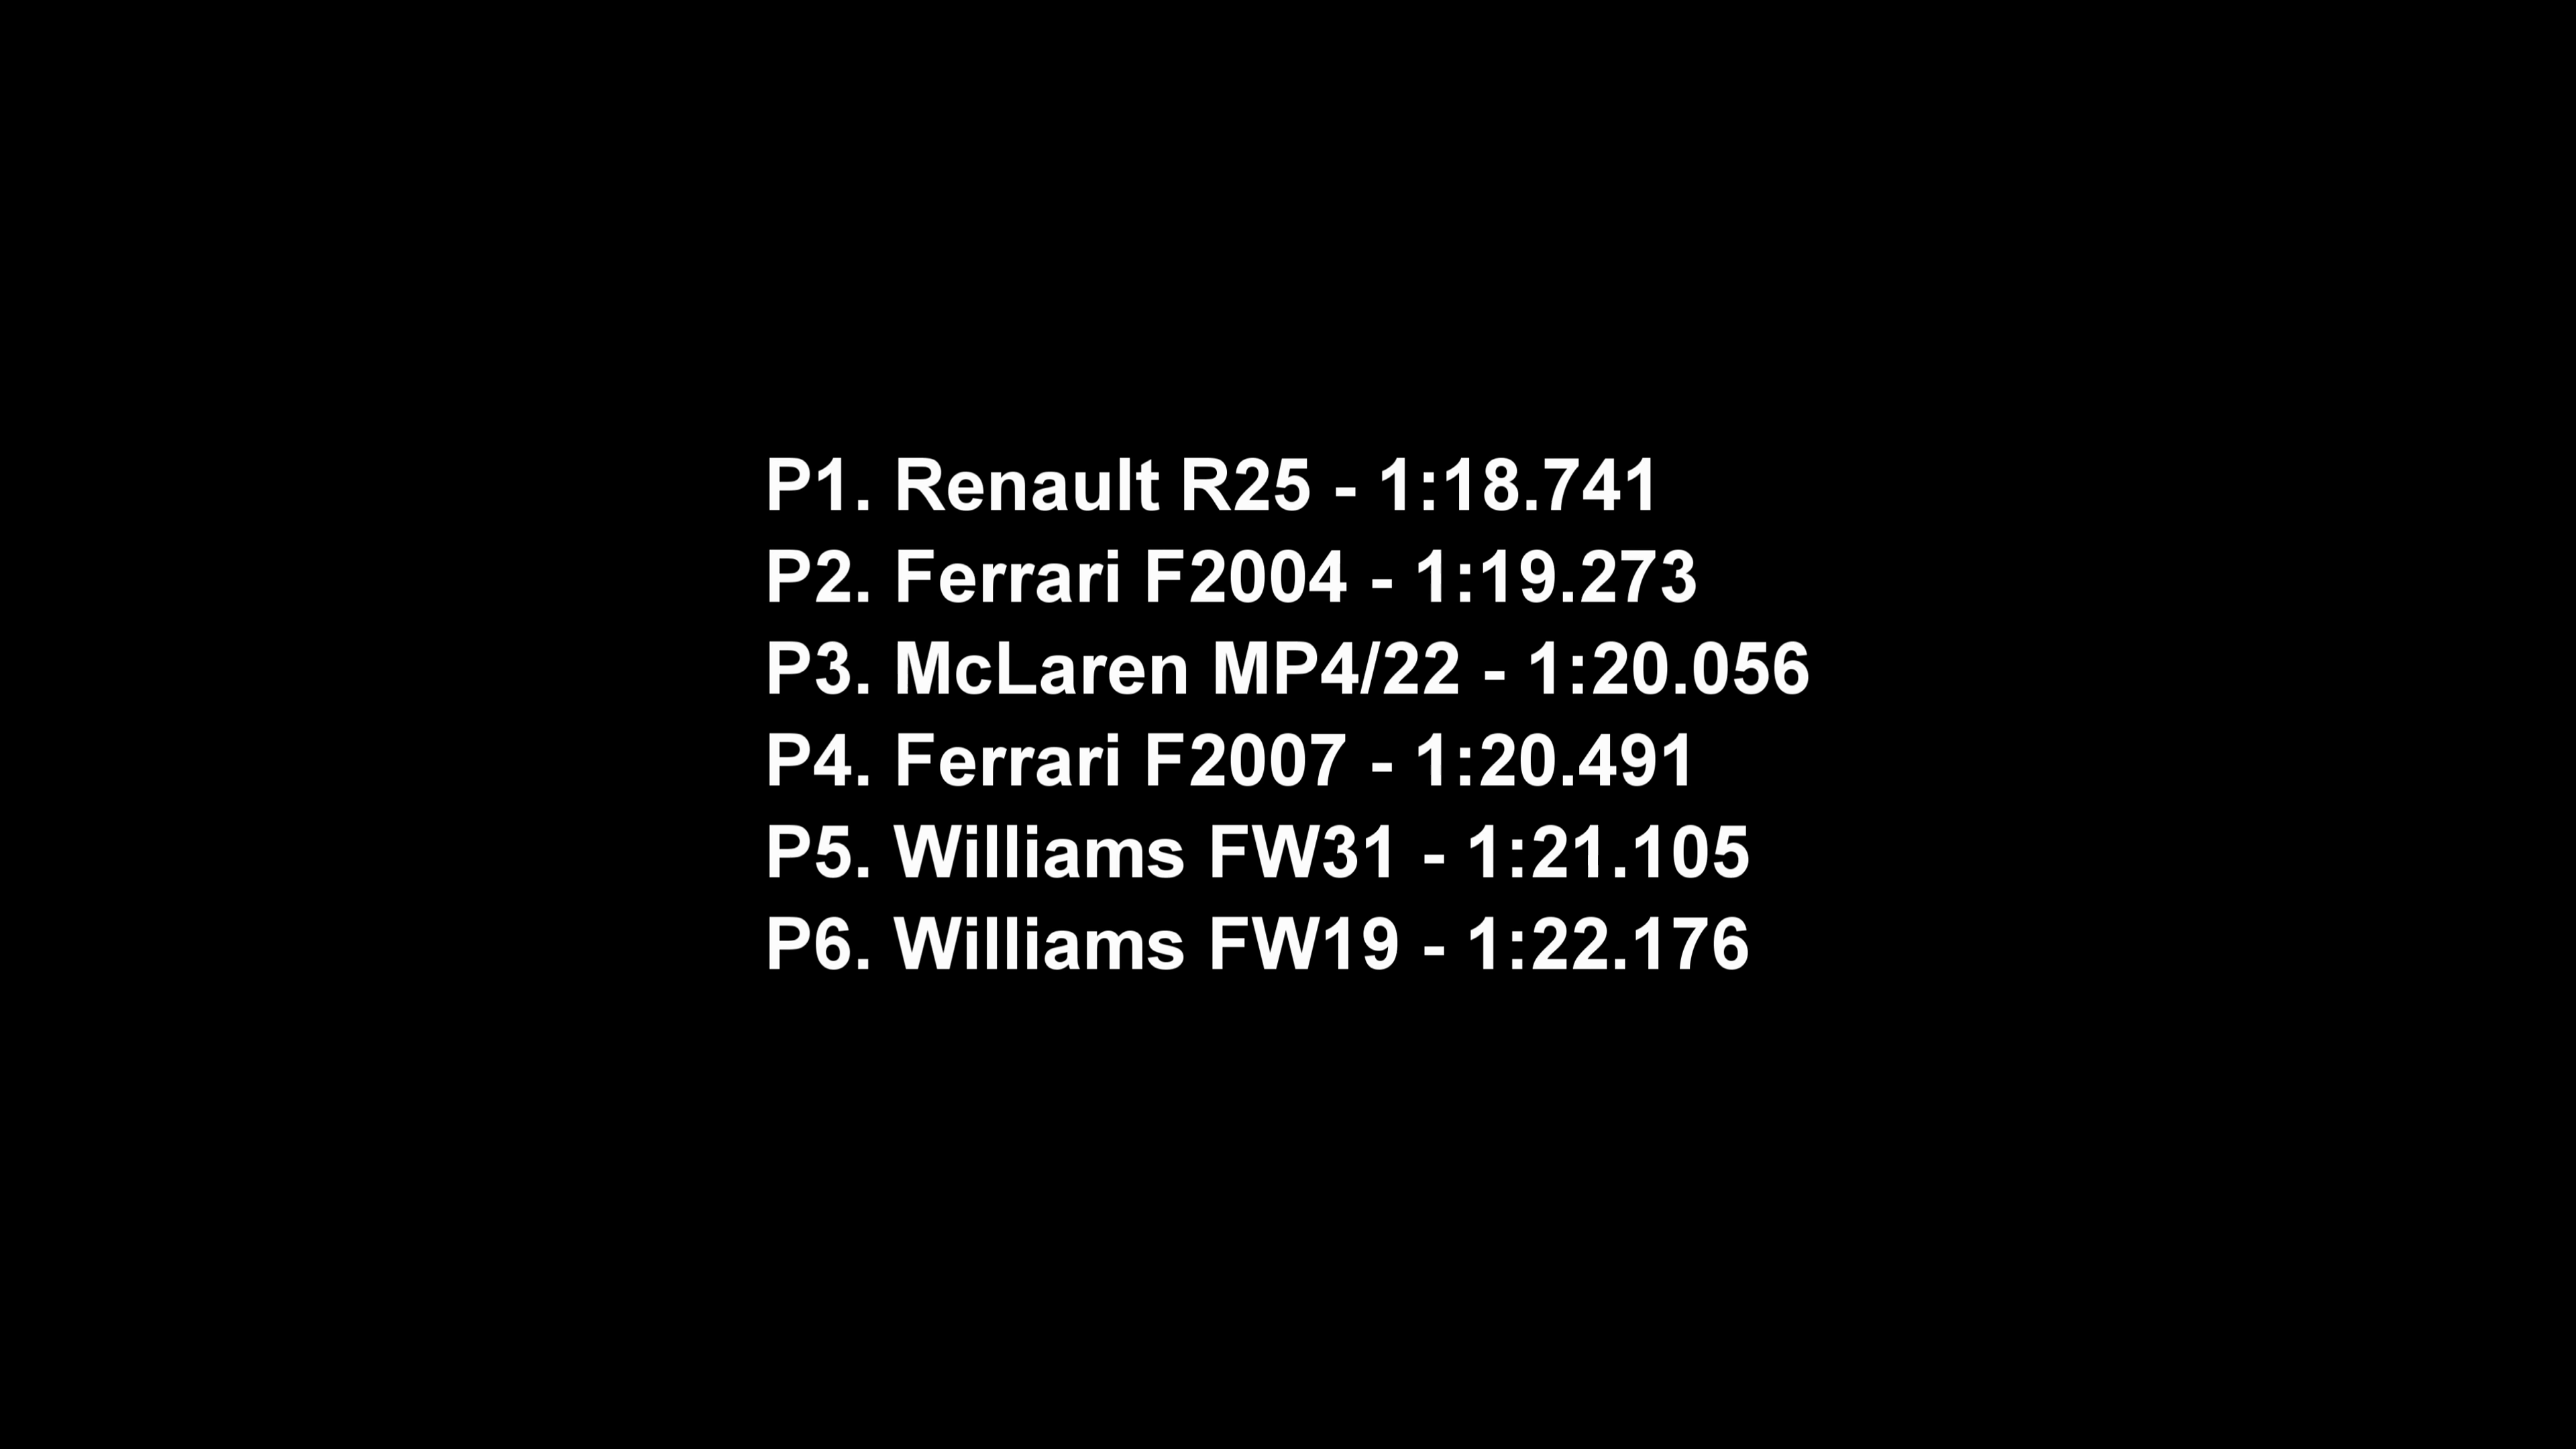 P1. Renault R25 - 1:18.741
P2. Ferrari F2004 - 1:19.273
P3. McLaren MP4/22 - 1:20.056
P4. Ferrari F2007 - 1:20.491
P5. Williams FW31 - 1:21.105
P6. Williams FW19 - 1:22.176